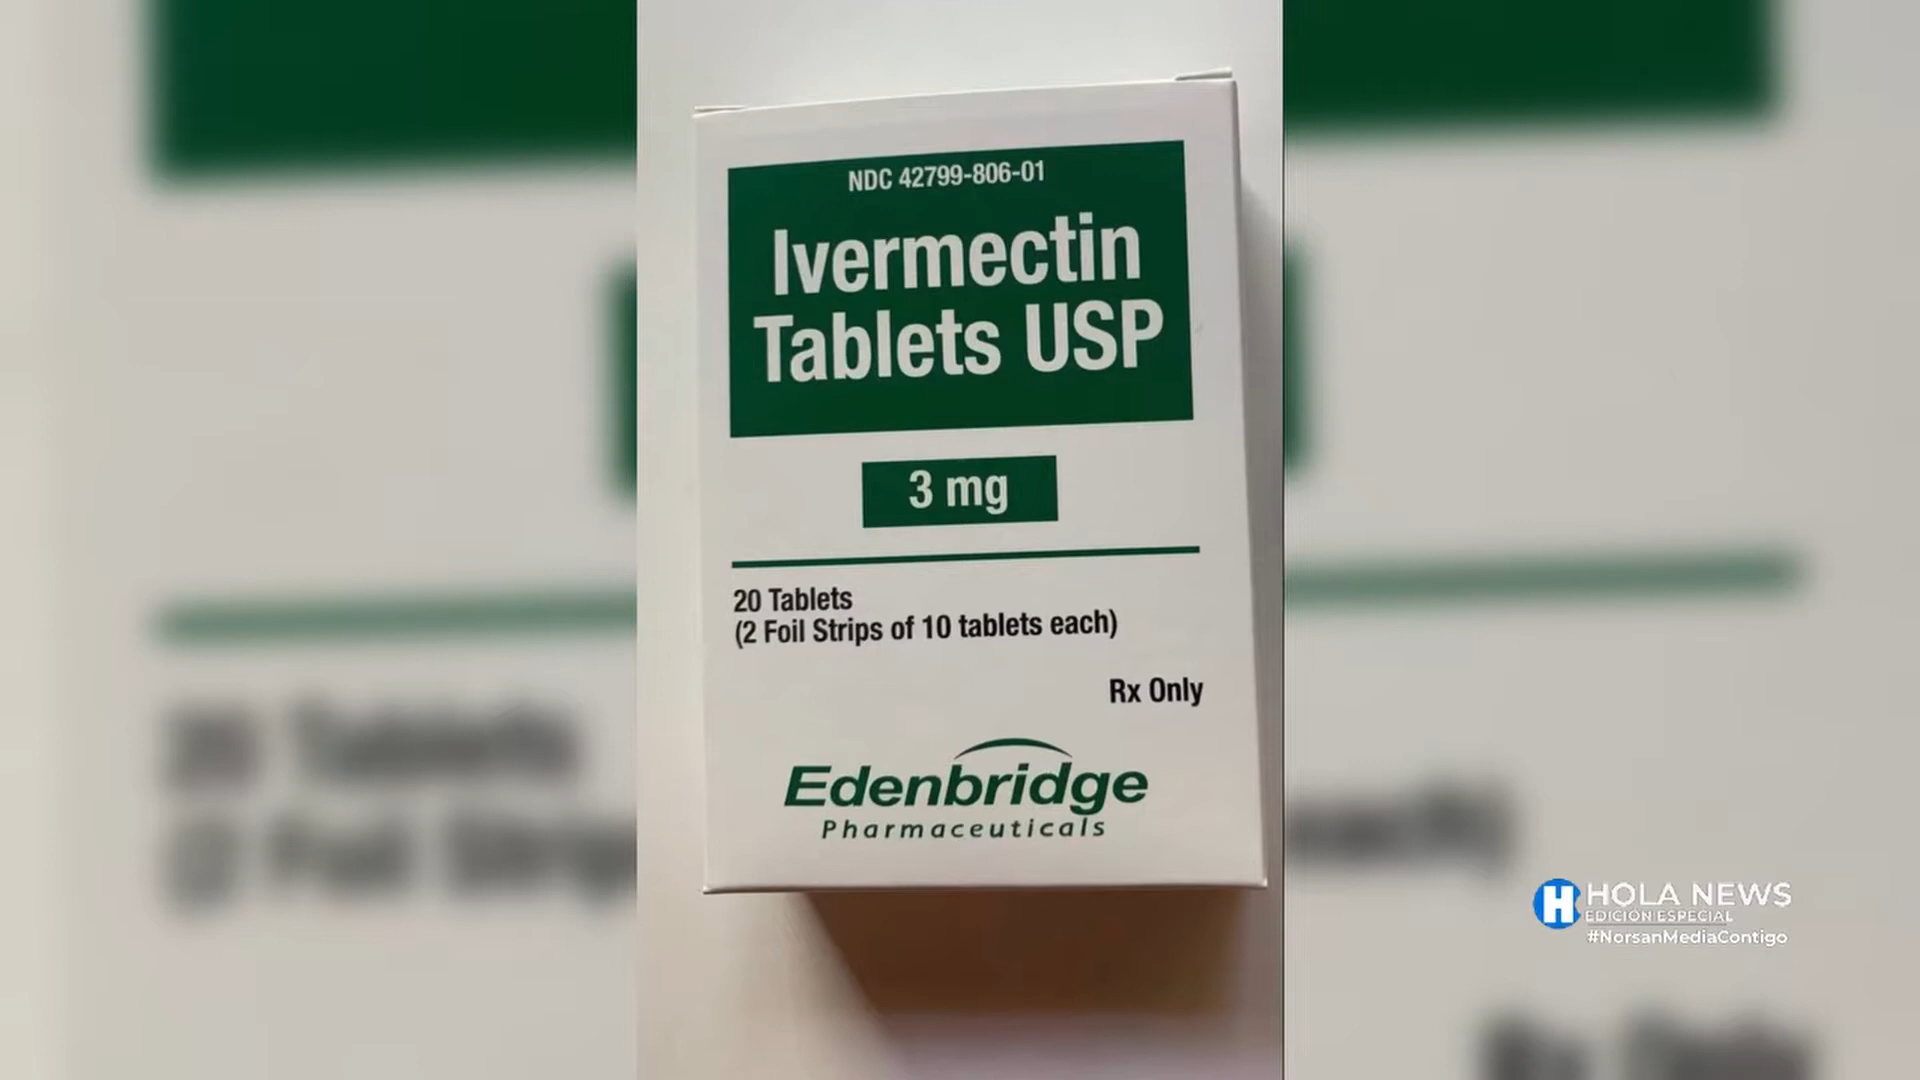 NDC 42799-806-01
Ivermectin
Tablets USP
3 mg
20 Tablets
(2 Foil Strips of 10 tablets each)
Rx Only
Edenbridge
Pharmaceuticals
H HOLA NEWS
EDICIÓN ESPECIAL
#NorsanMediaContigo